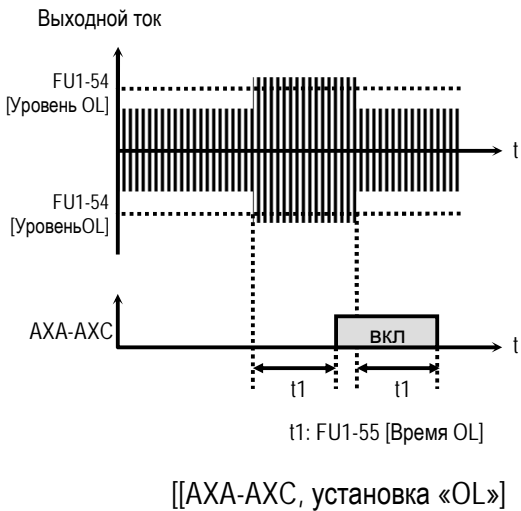 Выходной ток
FU1-54
[Уровень OL]
t
FU1-54
[УровеньOL]
AXA-AXC
вкл
t
t1
t1
t1: FU1-55 [Время OL]
[[AXA-AXC, установка «OL»]